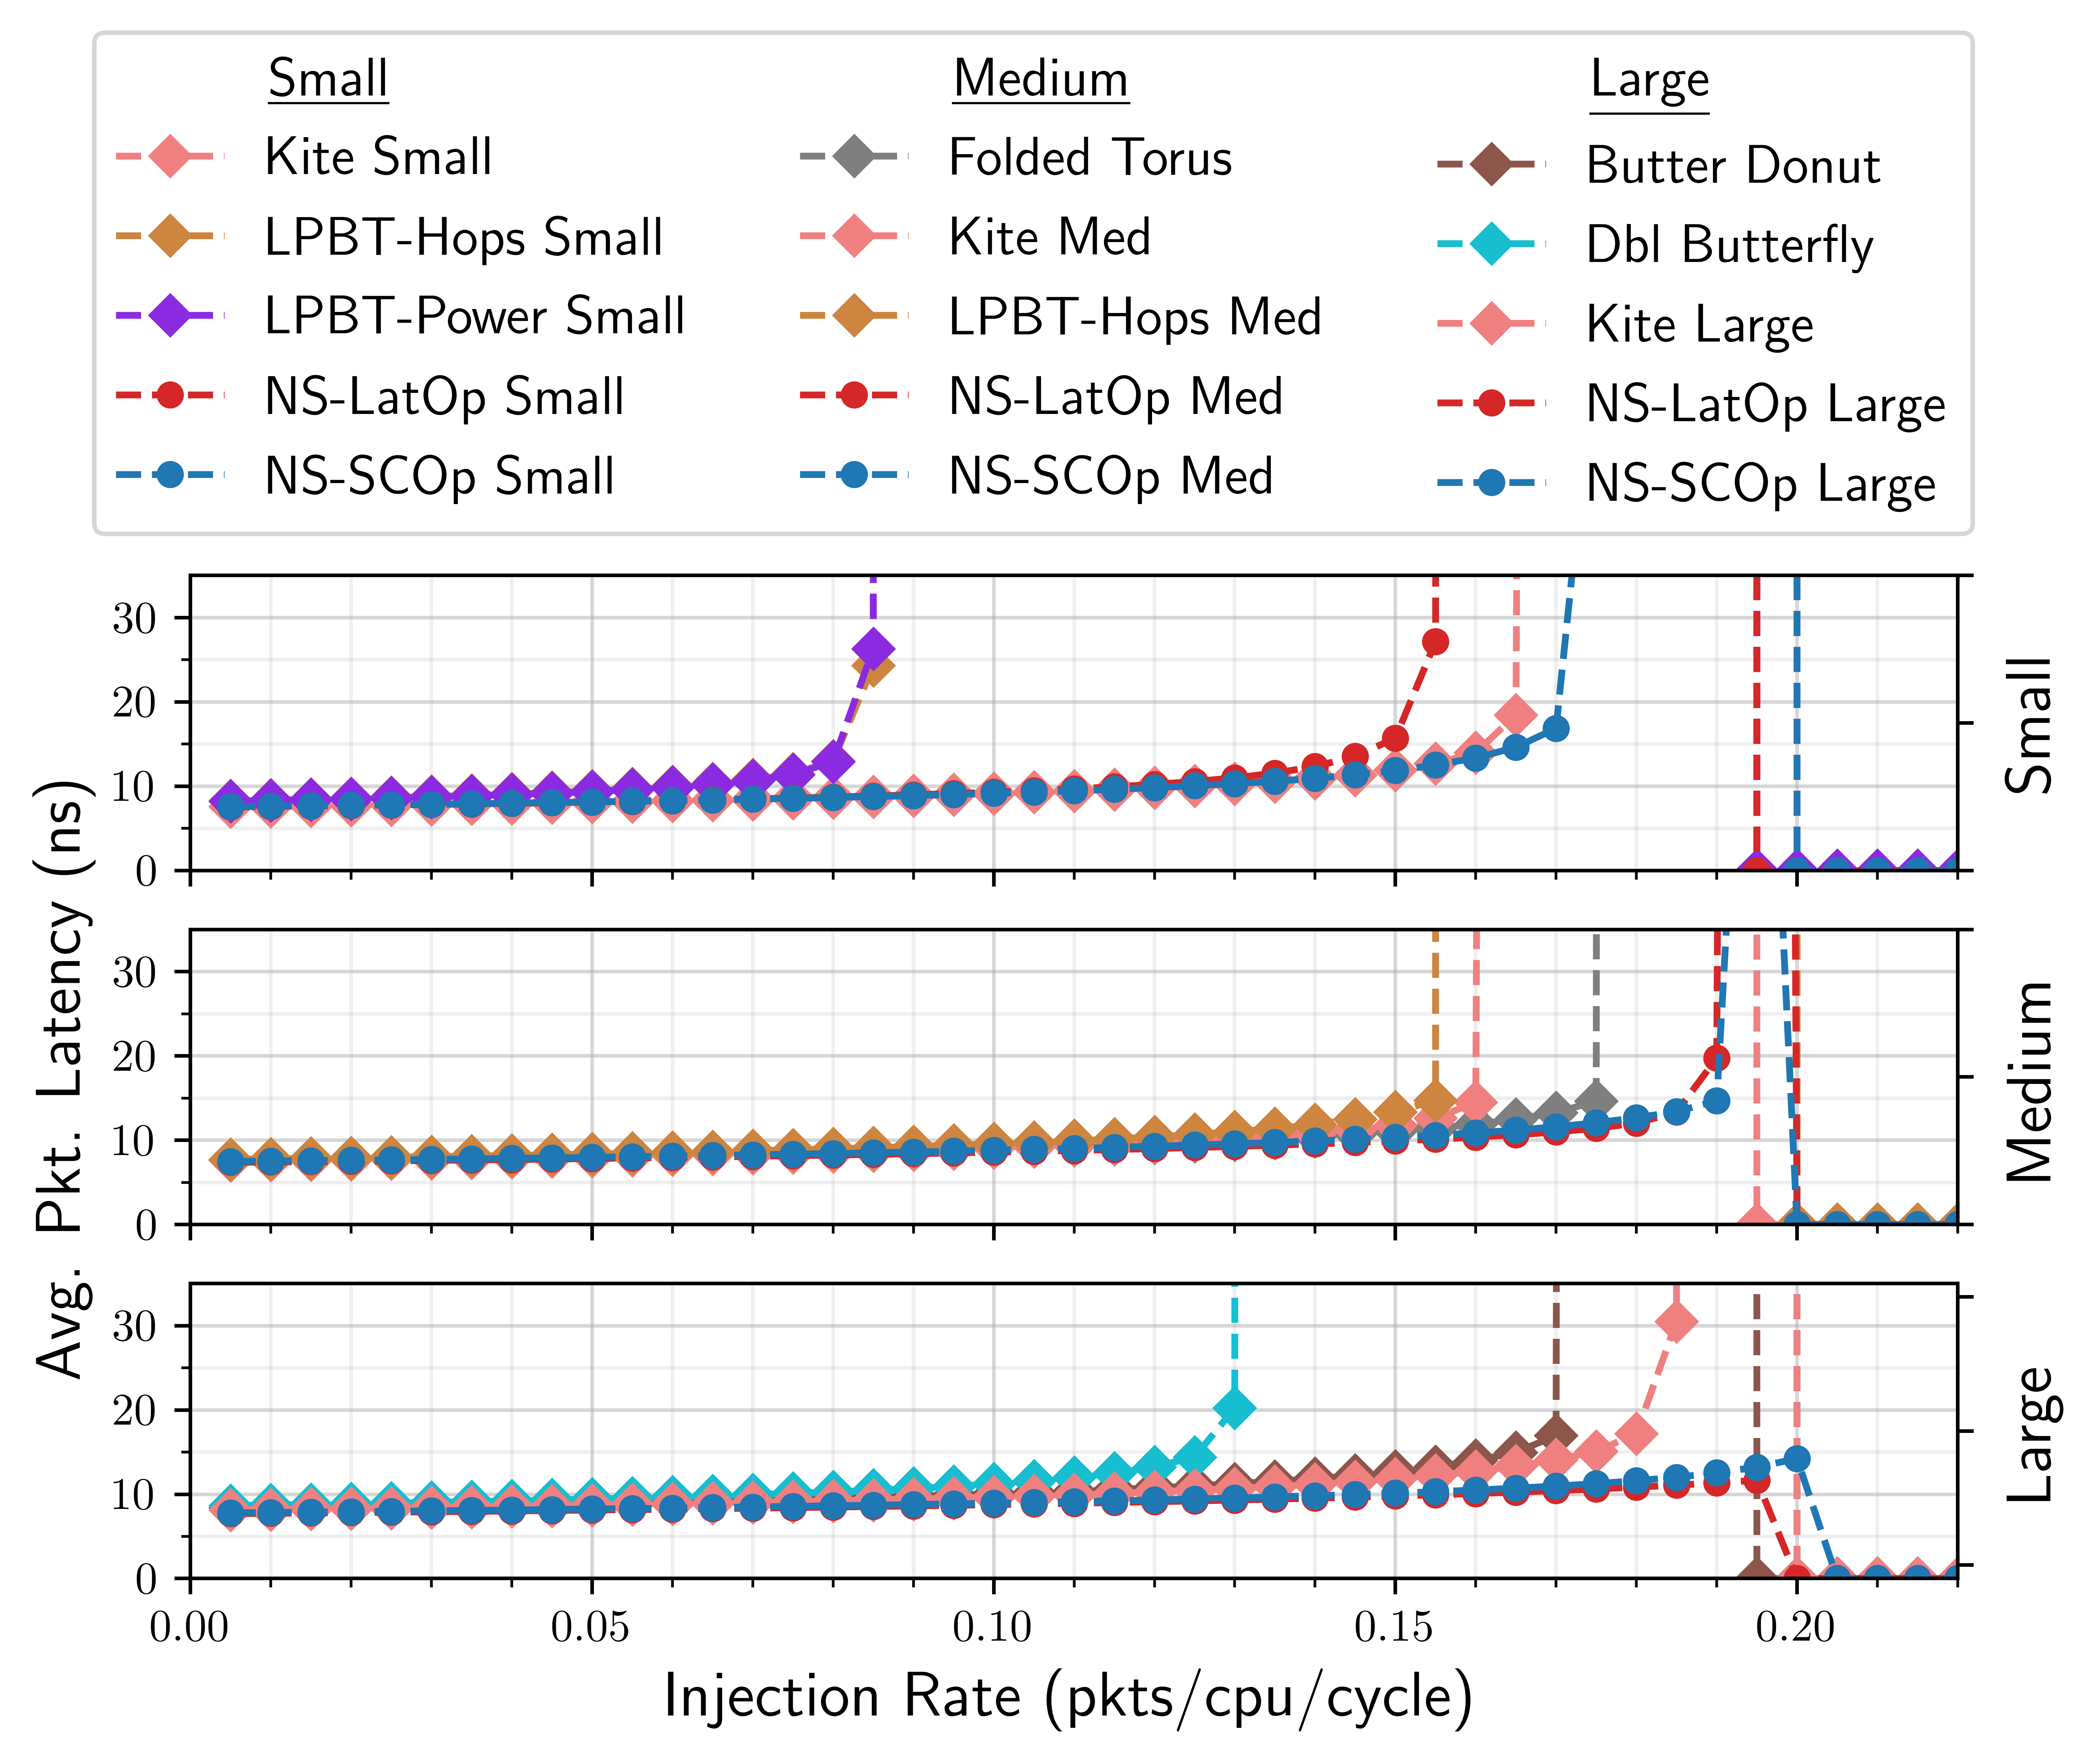 Small
Kite Small
LPBT-Hops Small
LPBT-Power Small
NS-LatOp Small
NS-SCOp Small
Medium
Folded Torus
Kite Med
LPBT-Hops Med
NS-LatOp Med
NS-SCOp Med
Large
Butter Donut
Dbl Butterfly
Kite Large
NS-LatOp Large
NS-SCOp Large
Avg. Pkt. Latency (ns)
30
20
10
0
Small
30
20
10
0
Medium
30
20
10
0
Large
0.00 0.05 0.10 0.15 0.20
Injection Rate (pkts/cpu/cycle)